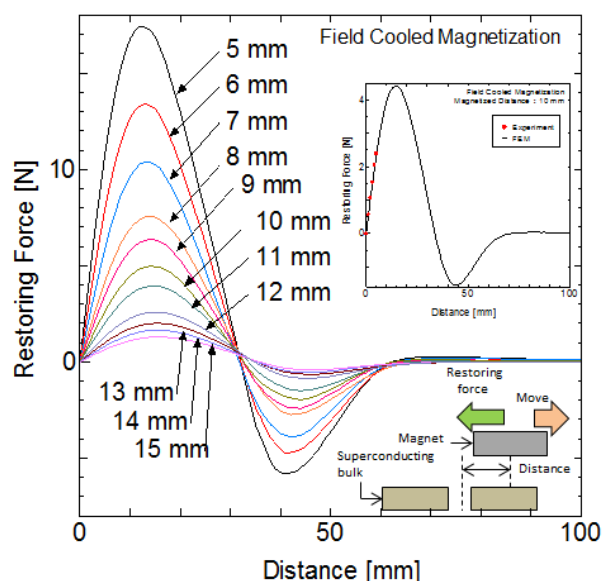 Field Cooled Magnetization
5 mm
6 mm
7 mm
8 mm
9 mm
10 mm
11 mm
12 mm
13 mm
14 mm
15 mm
Restoring Force [N]
10
0
0
50
100
Distance [mm]
Field Cooled Magnetization
Magnetized Distance : 10 mm
Experiment
FEM
Restoring Force [N]
4
2
0
0
50
100
Distance [mm]
Restoring
force
Move
Magnet
Distance
Superconducting
bulk